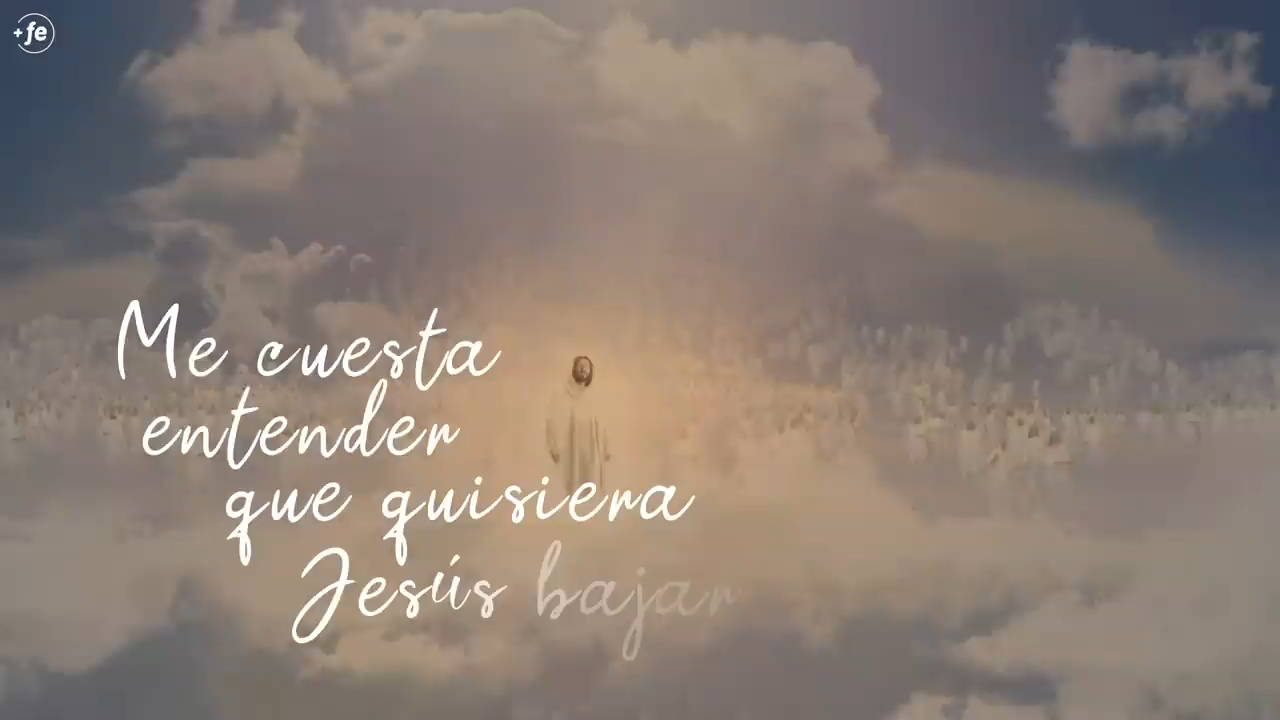 +fe
Me cuesta
entender
que quisiera
Jesús bajar